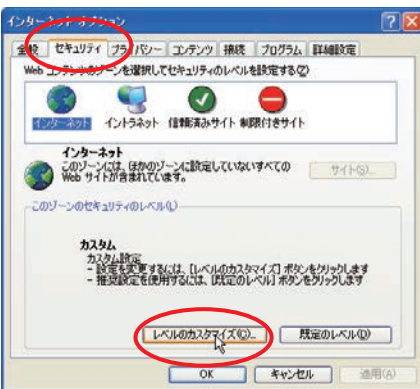 インターネット オプション
全般 セキュリティ プライバシー コンテンツ 接続 プログラム 詳細設定
Web コンテンツのゾーンを選択してセキュリティのレベルを設定する(Z)
インターネット イントラネット 信頼済みサイト 制限付きサイト
インターネット
このゾーンには、ほかのゾーンに設定していないすべての
Web サイトが含まれています。
サイト(S)...
このゾーンのセキュリティのレベル(L)
カスタム
カスタム設定
- 設定を変更するには、[レベルのカスタマイズ] ボタンをクリックします
- 推奨設定を使用するには、[既定のレベル] ボタンをクリックします
レベルのカスタマイズ(C)... 既定のレベル(D)
OK キャンセル 適用(A)